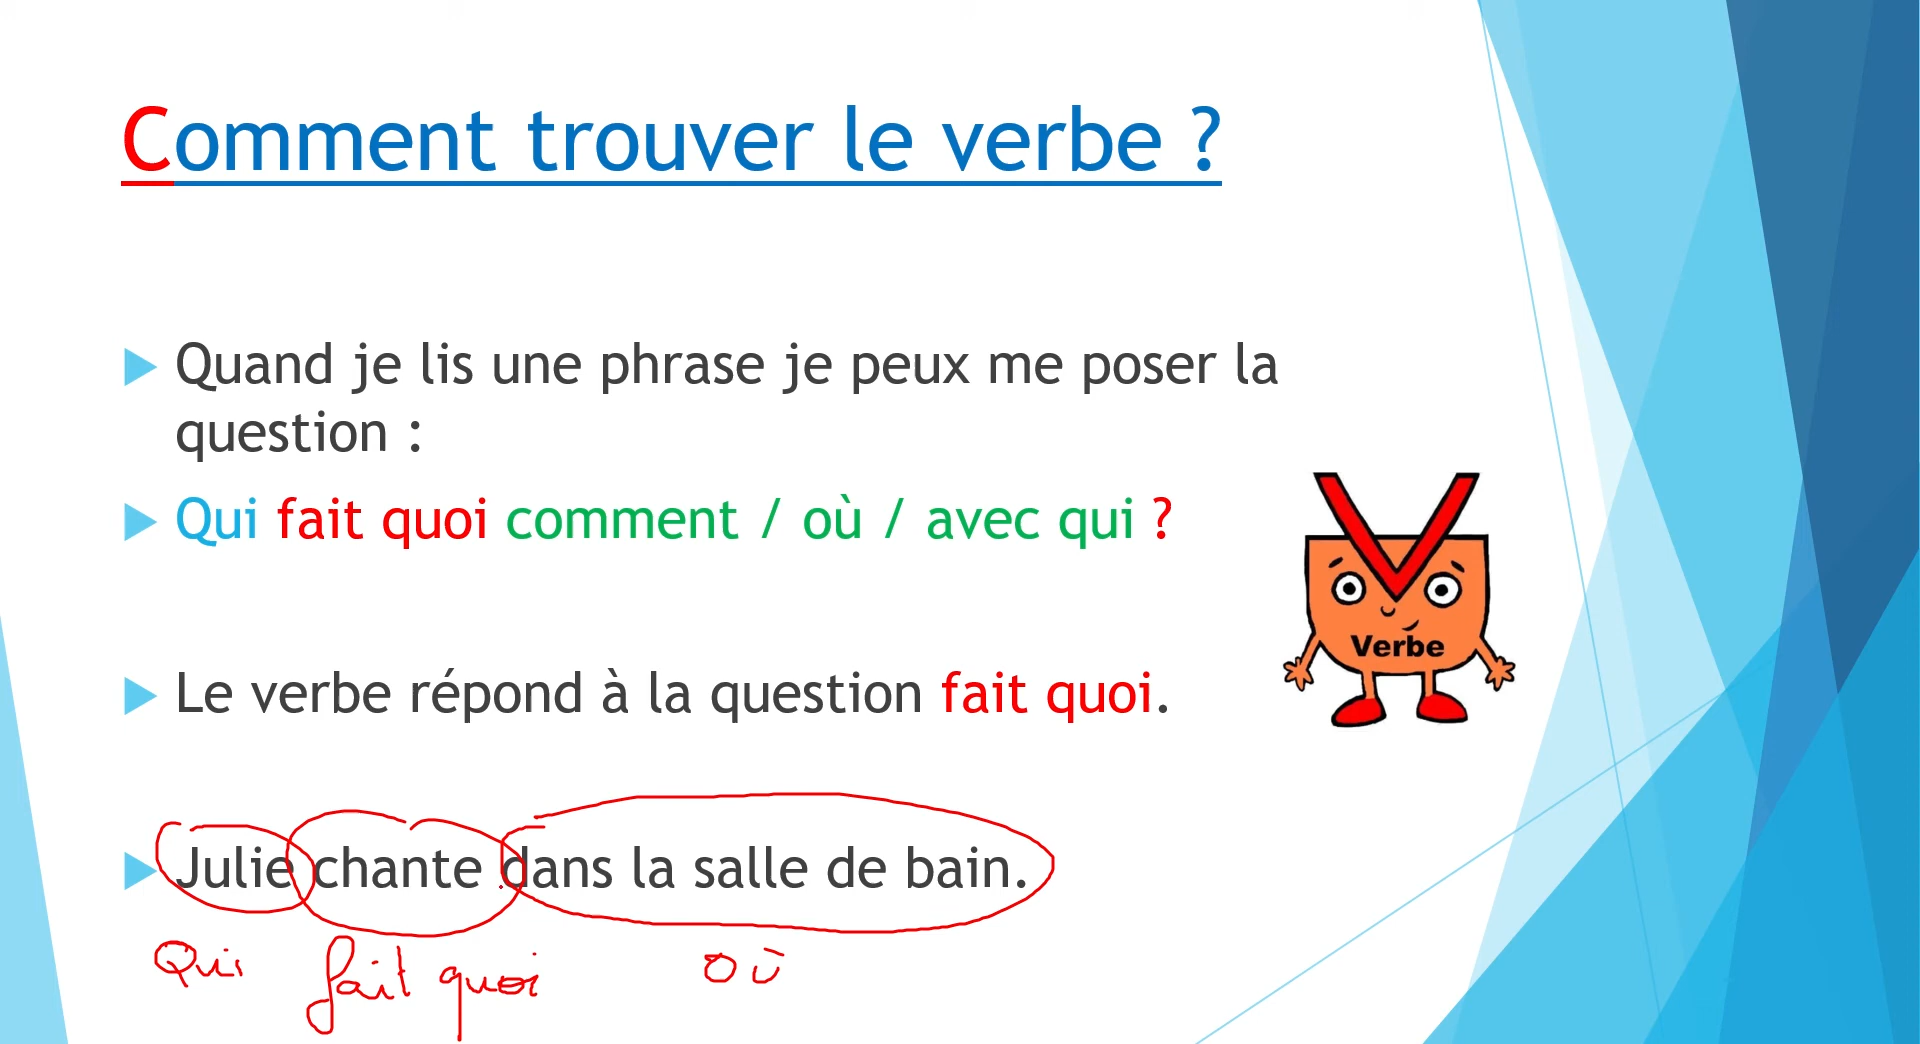 Comment trouver le verbe ?
Quand je lis une phrase je peux me poser la
question :
Qui fait quoi comment / où / avec qui ?
Verbe
Le verbe répond à la question fait quoi.
Julie chante dans la salle de bain.
Qui fait quoi où